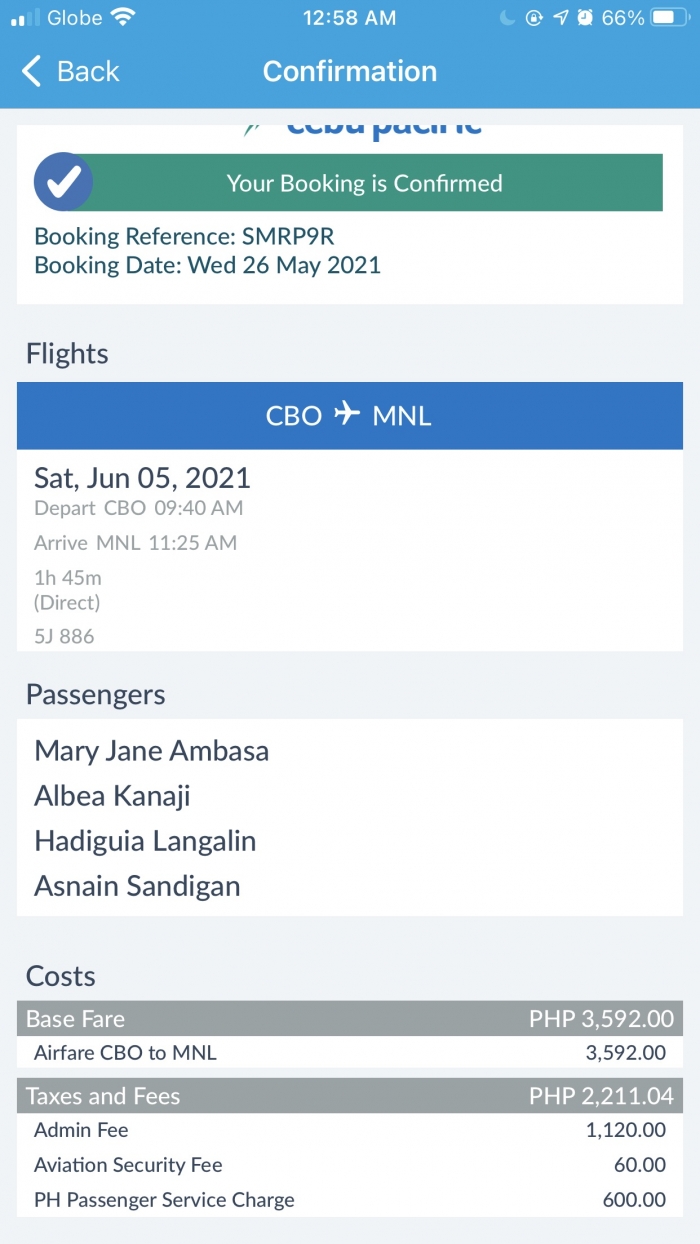 Globe 12:58 AM 66%
Back Confirmation
cebu pacific
Your Booking is Confirmed
Booking Reference: SMRP9R
Booking Date: Wed 26 May 2021
Flights
CBO MNL
Sat, Jun 05, 2021
Depart CBO 09:40 AM
Arrive MNL 11:25 AM
1h 45m
(Direct)
5J 886
Passengers
Mary Jane Ambasa
Albea Kanaji
Hadiguia Langalin
Asnain Sandigan
Costs
Base Fare PHP 3,592.00
Airfare CBO to MNL 3,592.00
Taxes and Fees PHP 2,211.04
Admin Fee 1,120.00
Aviation Security Fee 60.00
PH Passenger Service Charge 600.00